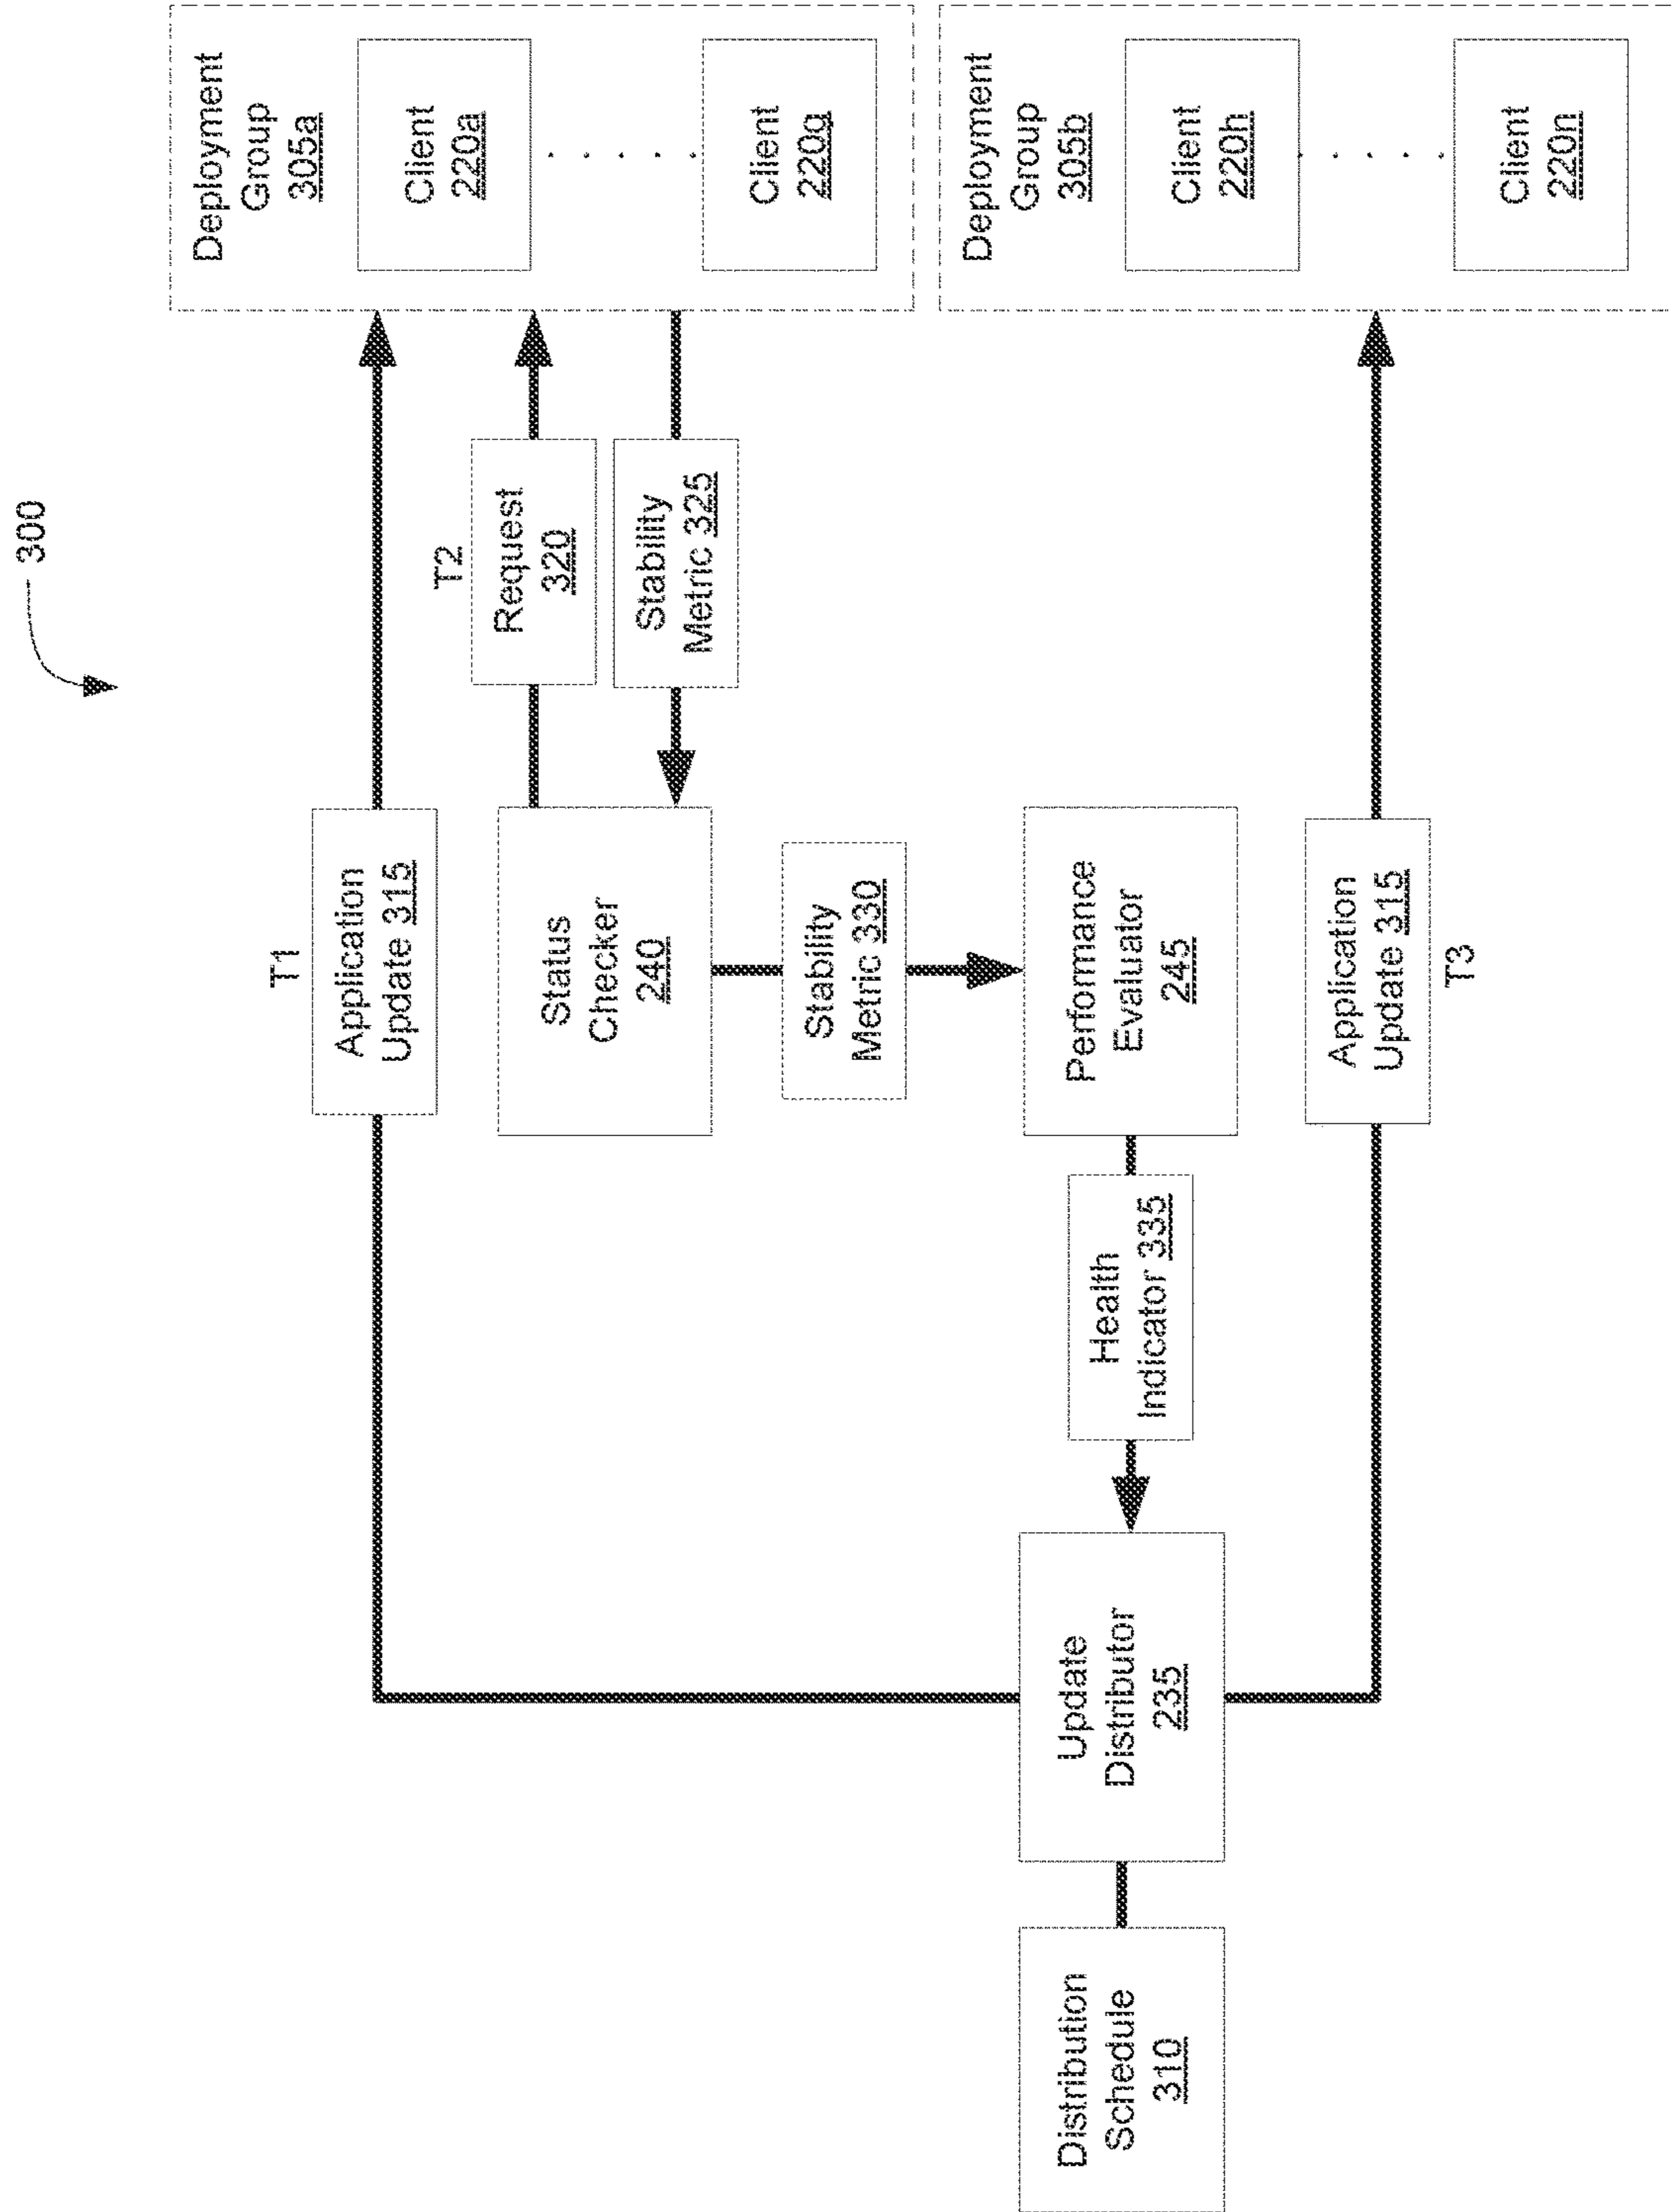 300
Deployment
Group
305a
Client
220a
Client
220g
T1
Application
Update 315
T2
Request
320
Stability
Metric 325
Status
Checker
240
Stability
Metric 330
Performance
Evaluator
245
Health
Indicator 335
Update
Distributor
235
Distribution
Schedule
310
Application
Update 315
T3
Deployment
Group
305b
Client
220h
Client
220n